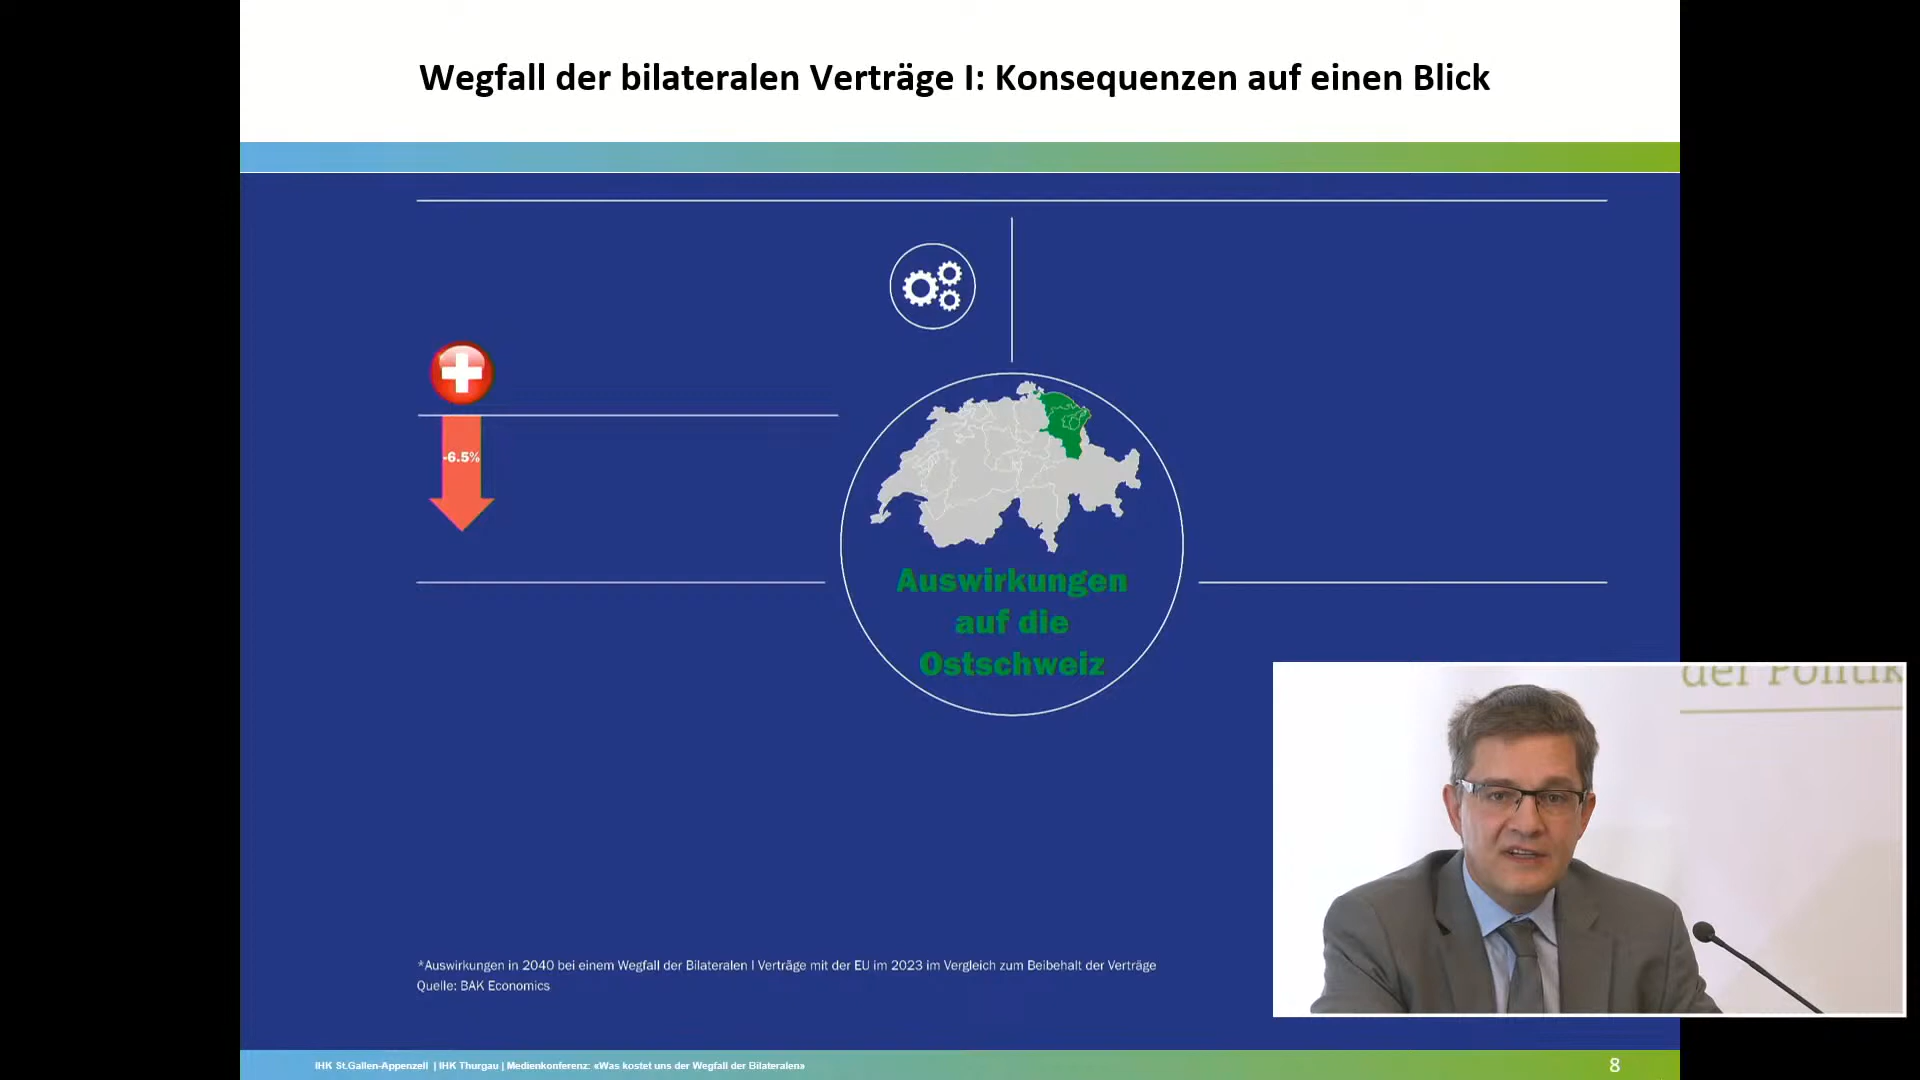 Wegfall der bilateralen Verträge I: Konsequenzen auf einen Blick
-6.5%
Auswirkungen
auf die
Ostschweiz
der Politik
*Auswirkungen in 2040 bei einem Wegfall der Bilateralen I Verträge mit der EU im 2023 im Vergleich zum Beibehalt der Verträge
Quelle: BAK Economics
IHK St.Gallen-Appenzell | IHK Thurgau | Medienkonferenz: «Was kostet uns der Wegfall der Bilateralen»
8